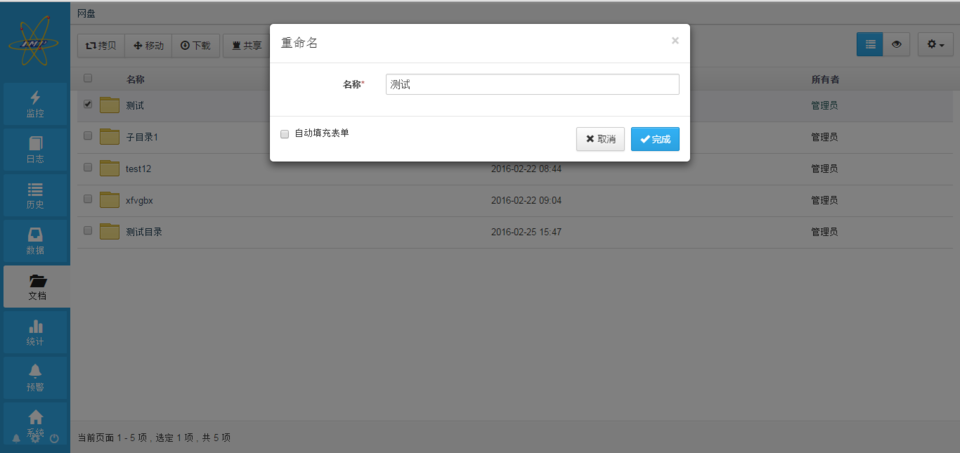 网盘
拷贝 移动 下载 共享
重命名 ×
名称* 测试
自动填充表单 取消 完成
名称 所有者
测试 管理员
子目录1 管理员
test12 2016-02-22 08:44 管理员
xfvgbx 2016-02-22 09:04 管理员
测试目录 2016-02-25 15:47 管理员
监控
日志
历史
数据
文档
统计
预警
系统
当前页面 1 - 5 项，选定 1 项，共 5 项